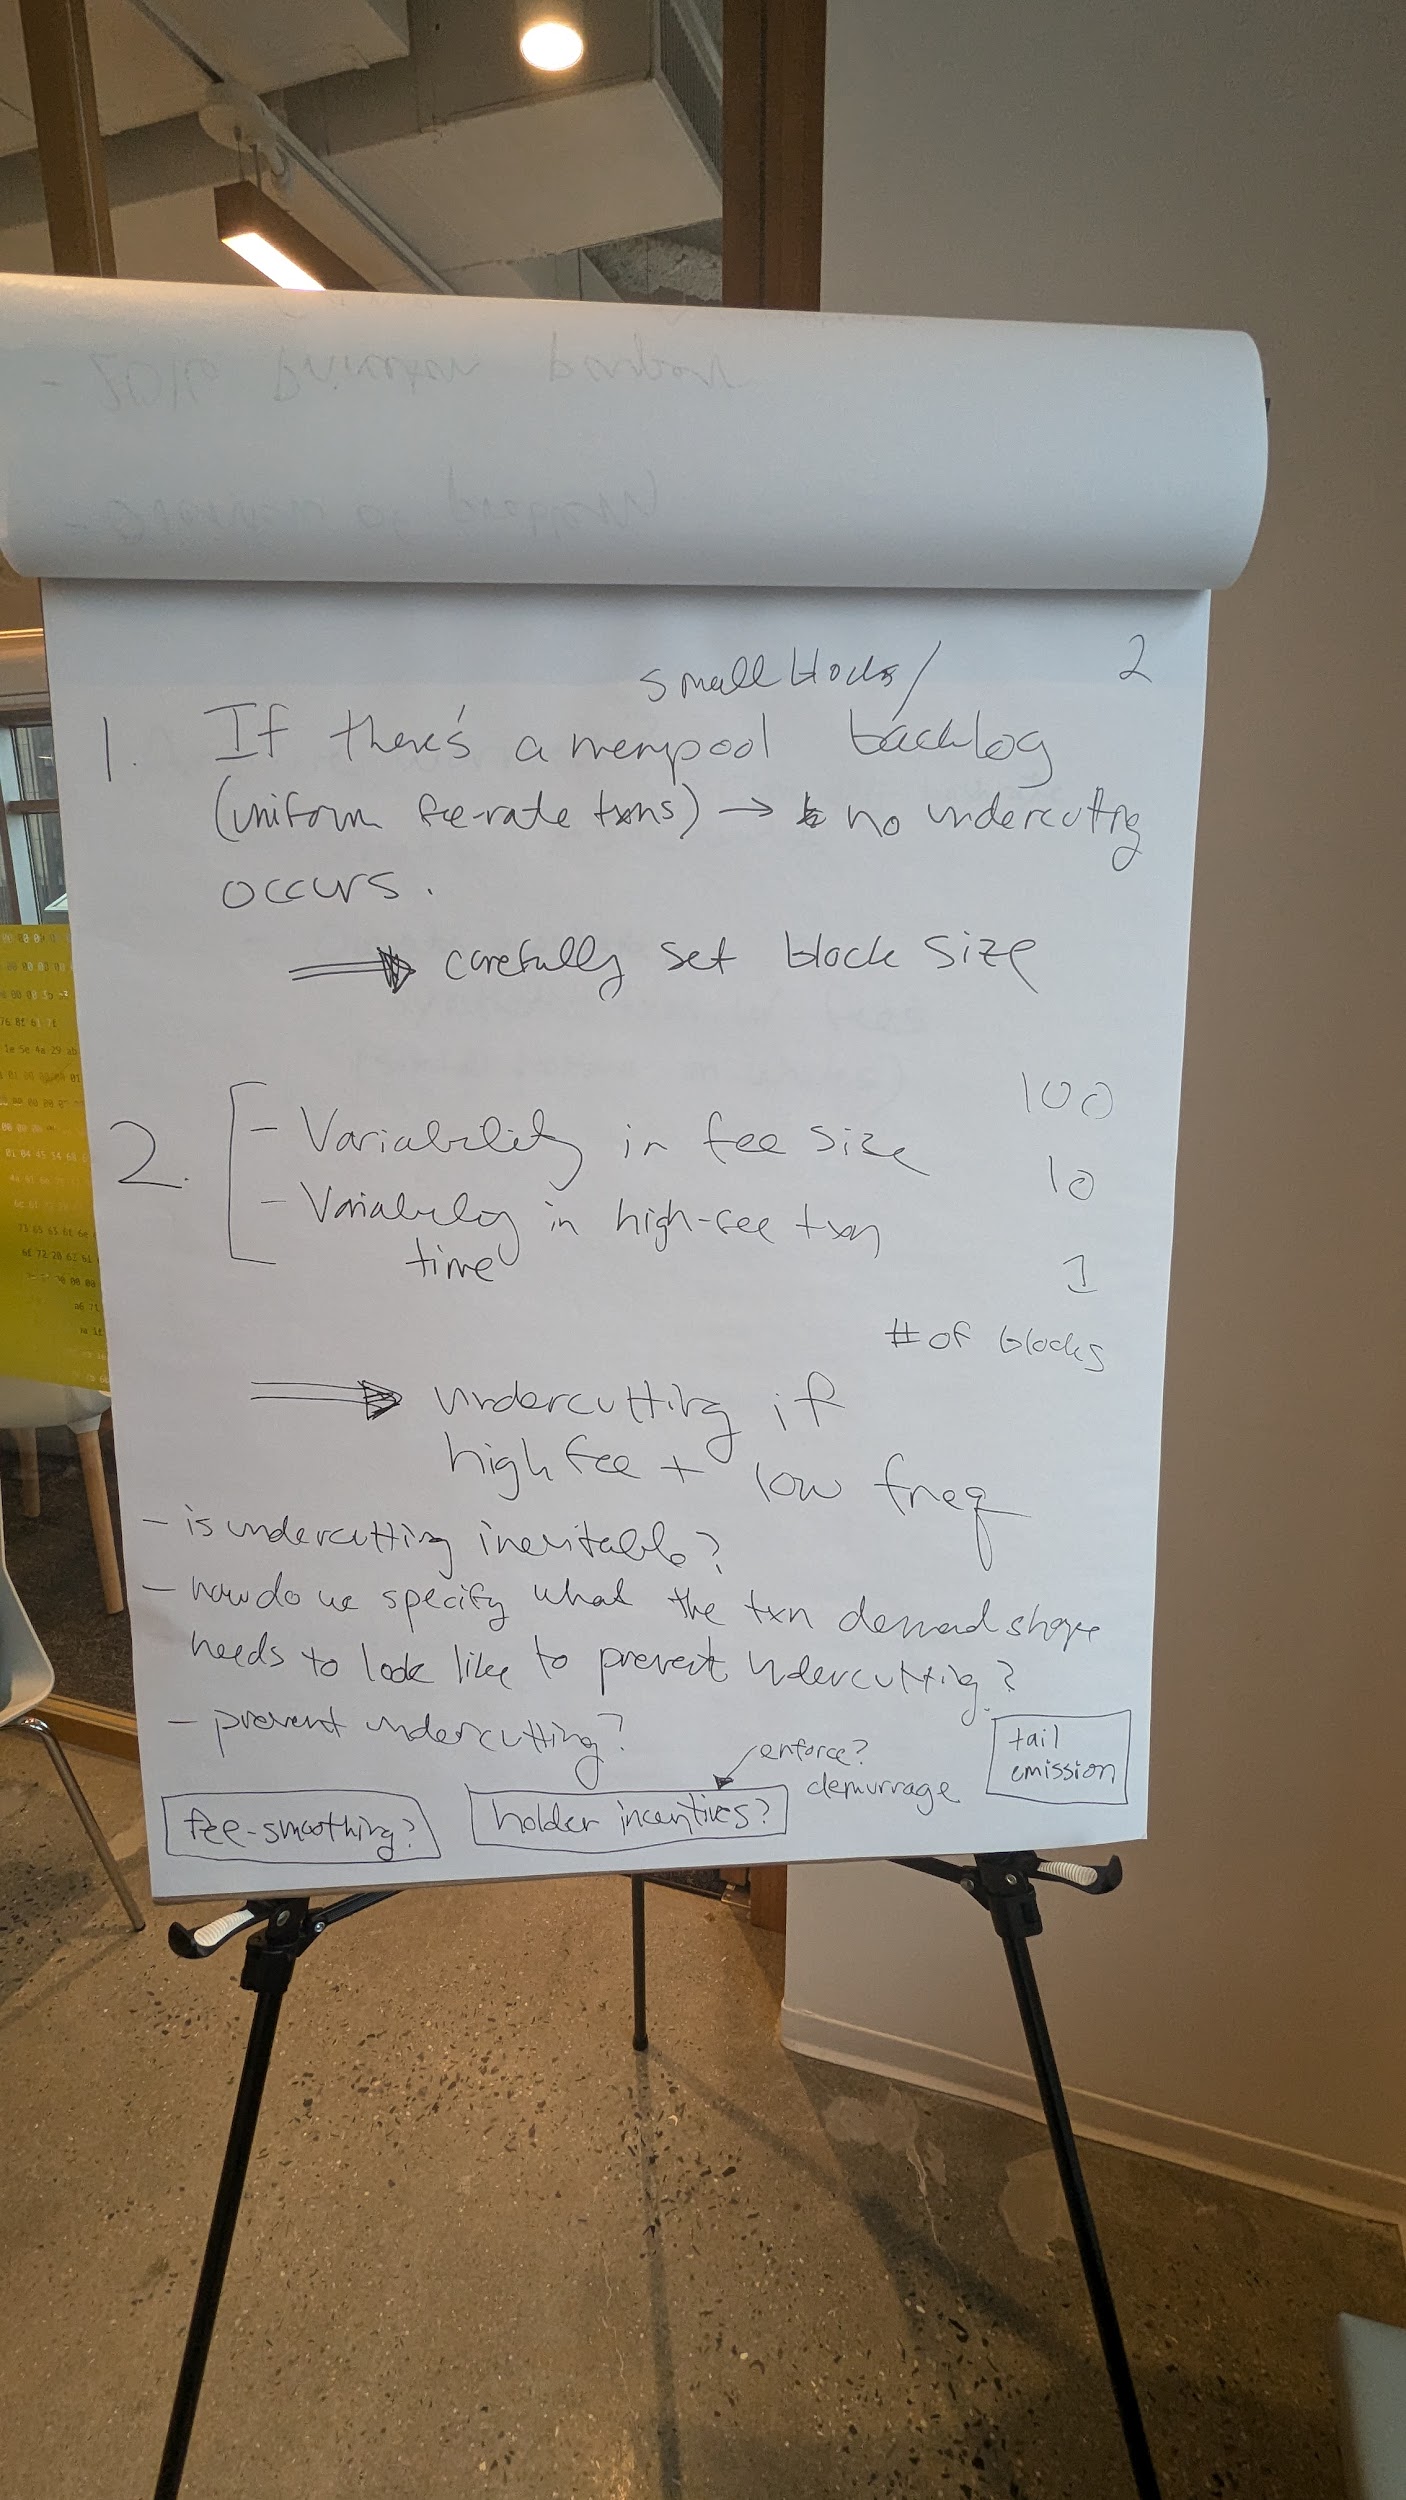 2
small blocks/
1. If there's a mempool backlog
(uniform fee-rate txns) → no undercutting
occurs.
⇒ carefully set block size
100
2. - Variability in fee size
10
- Variability in high-fee txn
time
1
# of blocks
⇒ undercutting if
high fee + low freq
- is undercutting inevitable?
- how do we specify what the txn demand shape
needs to look like to prevent undercutting?
- prevent undercutting?
enforce?
demurrage
tail
emission
fee-smoothing?
holder incentives?